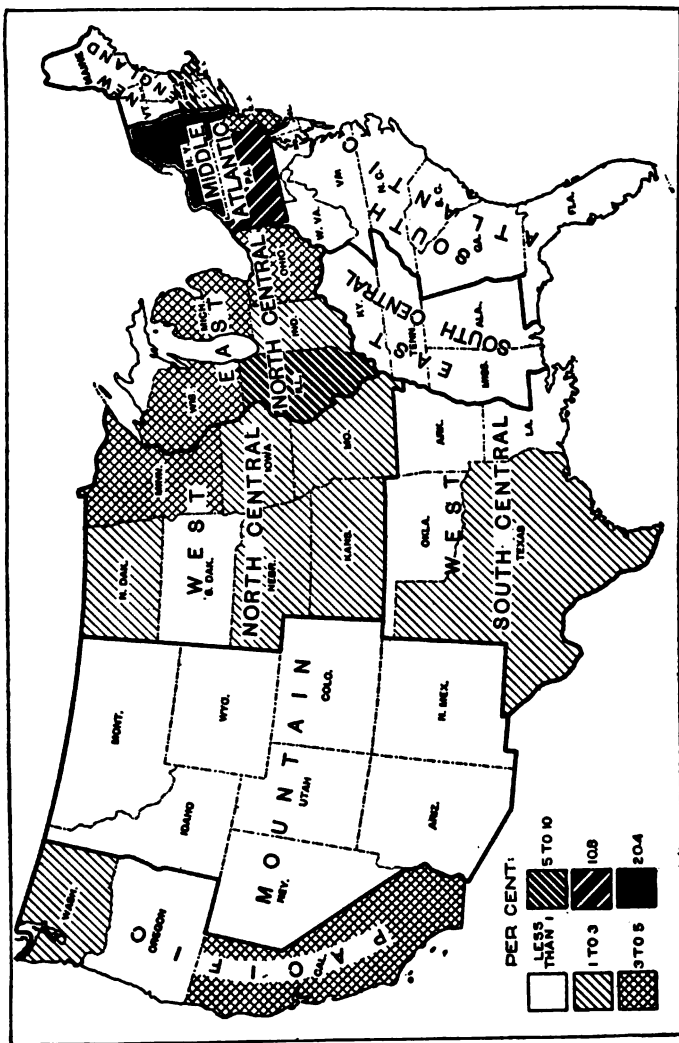 NEW
ENGLAND
MAINE
VT.
N.Y.
MIDDLE
ATLANTIC
PA.
EAST
NORTH CENTRAL
MICH.
WIS.
OHIO
IND.
ILL.
WEST
NORTH CENTRAL
MINN.
IOWA
MO.
N. DAK.
S. DAK.
NEBR.
KANS.
SOUTH
ATLANTIC
W. VA.
VA.
N.C.
S.C.
GA.
FLA.
EAST
SOUTH
CENTRAL
KY.
TENN.
ALA.
MISS.
WEST
SOUTH CENTRAL
ARK.
LA.
OKLA.
TEXAS
MOUNTAIN
MONT.
IDAHO
WYO.
COLO.
UTAH
NEV.
ARIZ.
N. MEX.
PACIFIC
WASH.
OREGON
CAL.
PER CENT:
LESS
THAN 1
1 TO 3
3 TO 5
5 TO 10
10.8
20.4